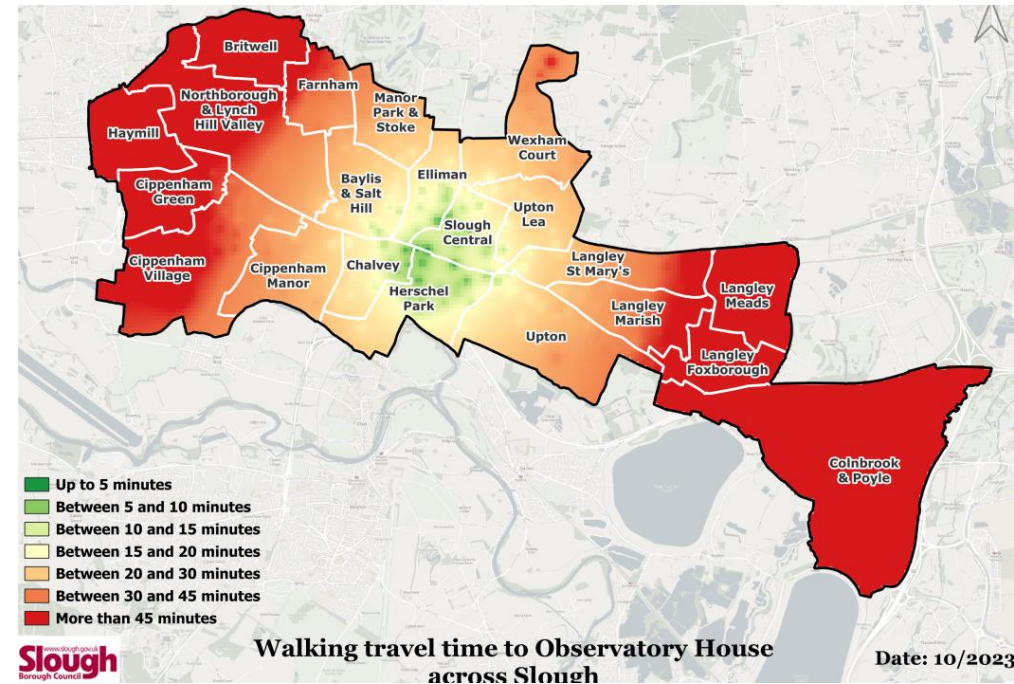 Britwell
Northborough
& Lynch
Hill Valley
Farnham
Manor
Park &
Stoke
Haymill
Wexham
Court
Cippenham
Green
Baylis
& Salt
Hill
Elliman
Upton
Lea
Slough
Central
Cippenham
Village
Cippenham
Manor
Chalvey
Langley
St Mary's
Herschel
Park
Langley
Meads
Langley
Marish
Upton
Langley
Foxborough
Colnbrook
& Poyle
Up to 5 minutes
Between 5 and 10 minutes
Between 10 and 15 minutes
Between 15 and 20 minutes
Between 20 and 30 minutes
Between 30 and 45 minutes
More than 45 minutes
www.slough.gov.uk
Slough
Borough Council
Walking travel time to Observatory House
across Slough
Date: 10/2023